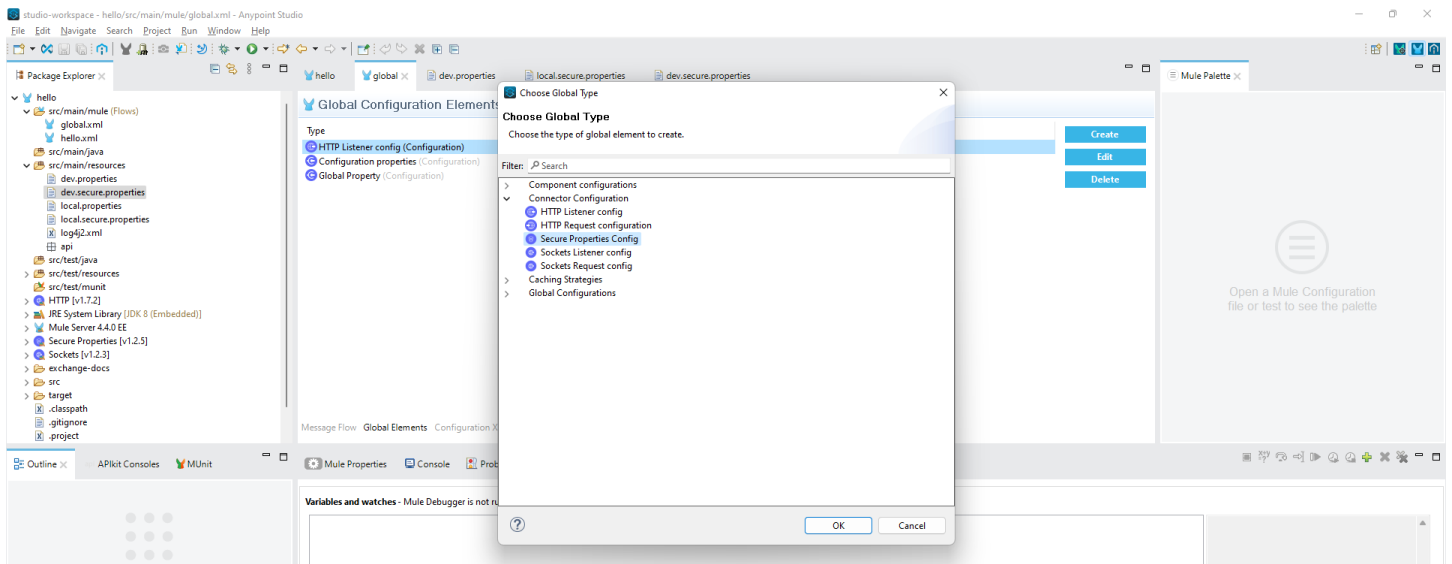 studio-workspace - hello/src/main/mule/global.xml - Anypoint Studio
File Edit Navigate Search Project Run Window Help
Package Explorer
hello
src/main/mule (Flows)
global.xml
hello.xml
src/main/java
src/main/resources
dev.properties
dev.secure.properties
local.properties
local.secure.properties
log4j2.xml
api
src/test/java
src/test/resources
src/test/munit
HTTP [v1.7.2]
JRE System Library [JDK 8 (Embedded)]
Mule Server 4.4.0 EE
Secure Properties [v1.2.5]
Sockets [v1.2.3]
exchange-docs
src
target
.classpath
.gitignore
.project
hello global dev.properties local.secure.properties dev.secure.properties
Global Configuration Elements
Type
HTTP Listener config (Configuration)
Configuration properties (Configuration)
Global Property (Configuration)
Create
Edit
Delete
Message Flow Global Elements Configuration X
Choose Global Type
Choose Global Type
Choose the type of global element to create.
Filter: Search
Component configurations
Connector Configuration
HTTP Listener config
HTTP Request configuration
Secure Properties Config
Sockets Listener config
Sockets Request config
Caching Strategies
Global Configurations
OK Cancel
Mule Palette
Open a Mule Configuration
file or test to see the palette
Outline APIkit Consoles MUnit
Mule Properties Console Prob
Variables and watches - Mule Debugger is not ru